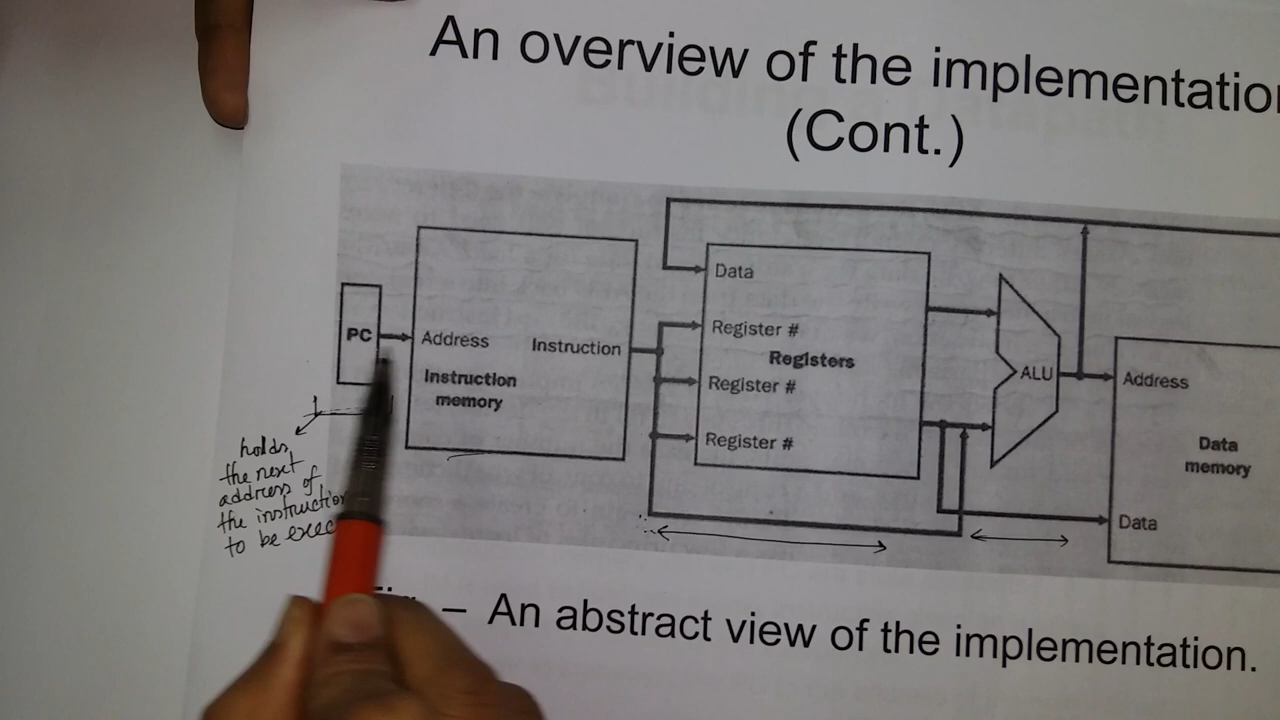 An overview of the implementatio
(Cont.)
PC
Address
Instruction
Instruction
memory
Data
Register #
Registers
Register #
Register #
ALU
Address
Data
memory
Data
holds
the next
address of
the instruction
to be exec
– An abstract view of the implementation.